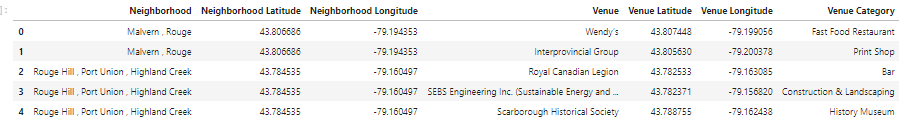 Neighborhood Neighborhood Latitude Neighborhood Longitude Venue Venue Latitude Venue Longitude Venue Category
0 Malvern , Rouge 43.806686 -79.194353 Wendy's 43.807448 -79.199056 Fast Food Restaurant
1 Malvern , Rouge 43.806686 -79.194353 Interprovincial Group 43.805630 -79.200378 Print Shop
2 Rouge Hill , Port Union , Highland Creek 43.784535 -79.160497 Royal Canadian Legion 43.782533 -79.163085 Bar
3 Rouge Hill , Port Union , Highland Creek 43.784535 -79.160497 SEBS Engineering Inc. (Sustainable Energy and ... 43.782371 -79.156820 Construction & Landscaping
4 Rouge Hill , Port Union , Highland Creek 43.784535 -79.160497 Scarborough Historical Society 43.788755 -79.162438 History Museum